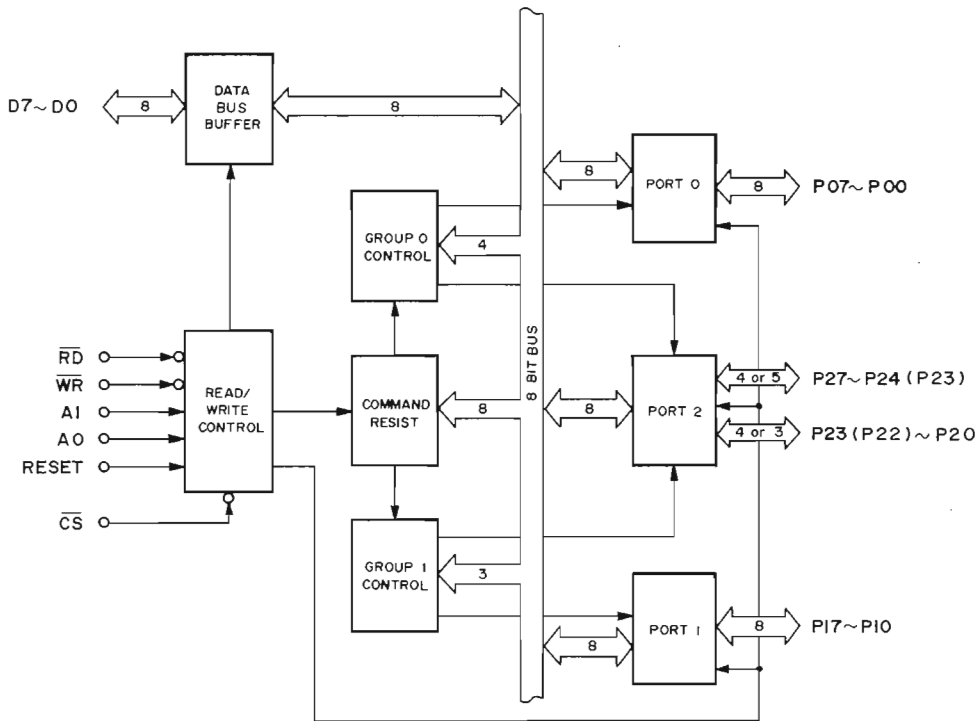 D7~D0
8
DATA
BUS
BUFFER
8
8
PORT 0
8
P07~P00
GROUP 0
CONTROL
4
8 BIT BUS
RD
WR
A1
A0
RESET
CS
READ/
WRITE
CONTROL
COMMAND
RESIST
8
8
PORT 2
4 or 5
P27~P24 (P23)
4 or 3
P23 (P22)~P20
GROUP 1
CONTROL
3
8
PORT 1
8
P17~P10